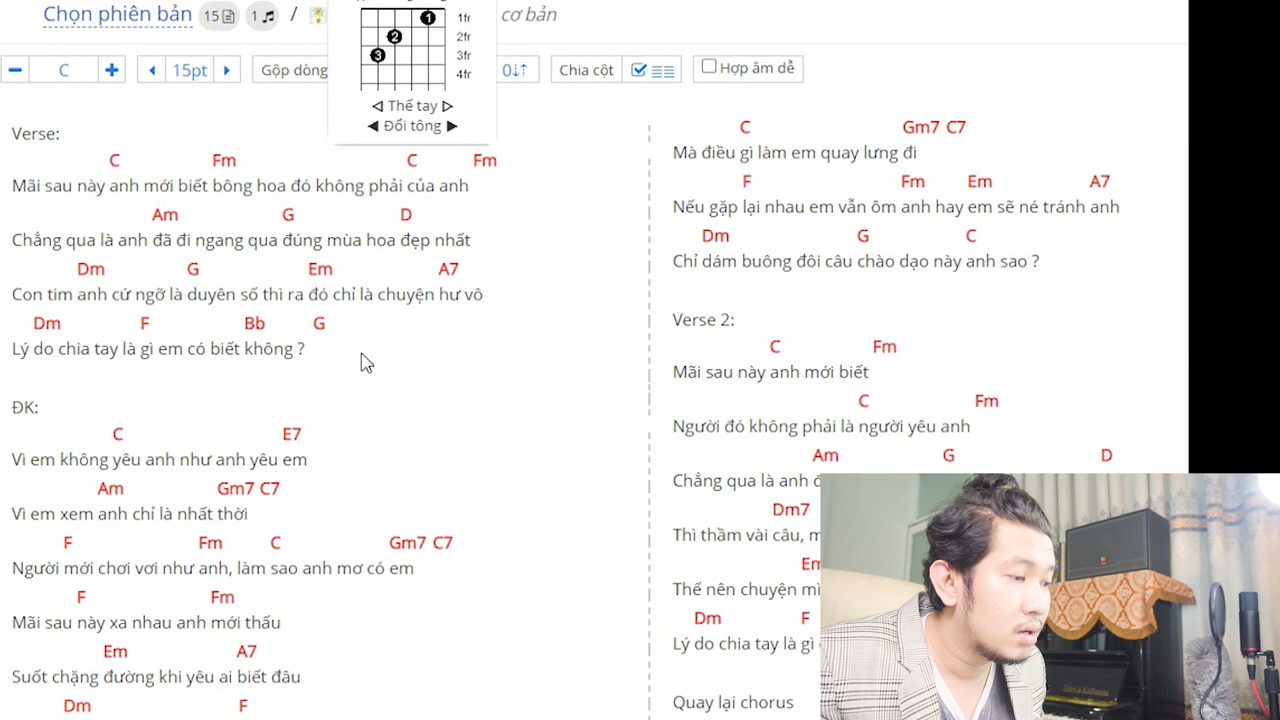 Chọn phiên bản 15 1 / cơ bản
1 1fr
2 2fr
3 3fr
4fr
C 15pt Gộp dòng 0 Chia cột Hợp âm dễ
Thế tay
Đổi tông
Verse:
C Fm C Fm
Mãi sau này anh mới biết bông hoa đó không phải của anh
Am G D
Chẳng qua là anh đã đi ngang qua đúng mùa hoa đẹp nhất
Dm G Em A7
Con tim anh cứ ngỡ là duyên số thì ra đó chỉ là chuyện hư vô
Dm F Bb G
Lý do chia tay là gì em có biết không ?
ĐK:
C E7
Vì em không yêu anh như anh yêu em
Am Gm7 C7
Vì em xem anh chỉ là nhất thời
F Fm C Gm7 C7
Người mới chơi vơi như anh, làm sao anh mơ có em
F Fm
Mãi sau này xa nhau anh mới thấu
Em A7
Suốt chặng đường khi yêu ai biết đâu
Dm F
C Gm7 C7
Mà điều gì làm em quay lưng đi
F Fm Em A7
Nếu gặp lại nhau em vẫn ôm anh hay em sẽ né tránh anh
Dm G C
Chỉ dám buông đôi câu chào dạo này anh sao ?
Verse 2:
C Fm
Mãi sau này anh mới biết
C Fm
Người đó không phải là người yêu anh
Am G D
Chẳng qua là anh
Dm7
Thì thầm vài câu,
Em
Thế nên chuyện
Dm F
Lý do chia tay là gì
Quay lại chorus